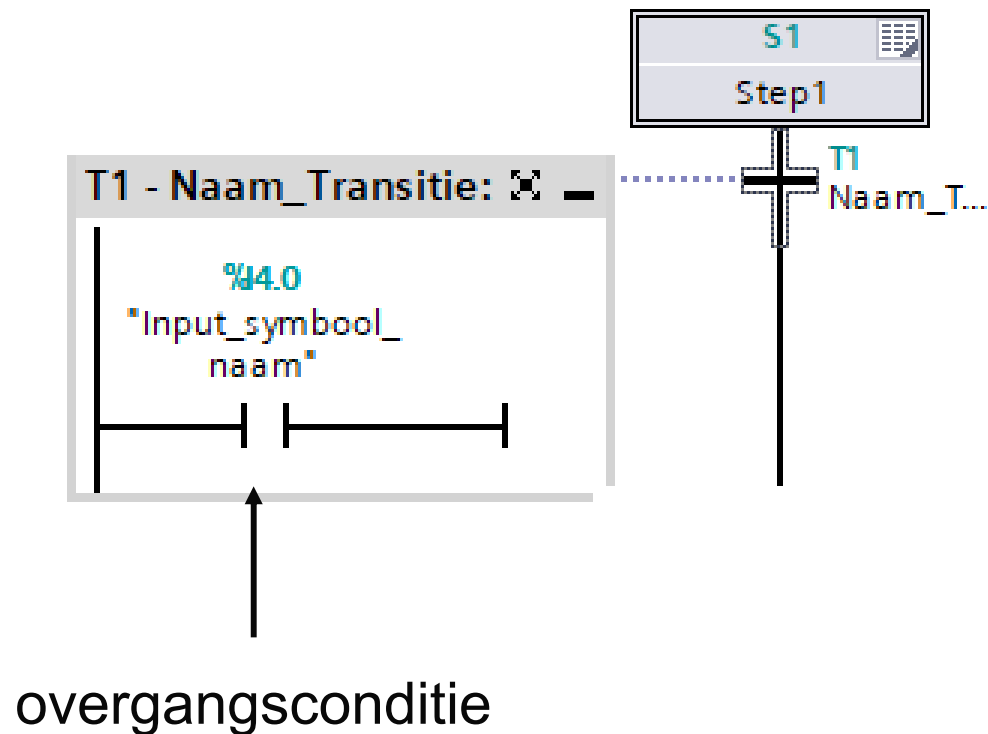 S1
Step1
T1 - Naam_Transitie:
T1
Naam_T...
%I4.0
"Input_symbool_
naam"
overgangsconditie